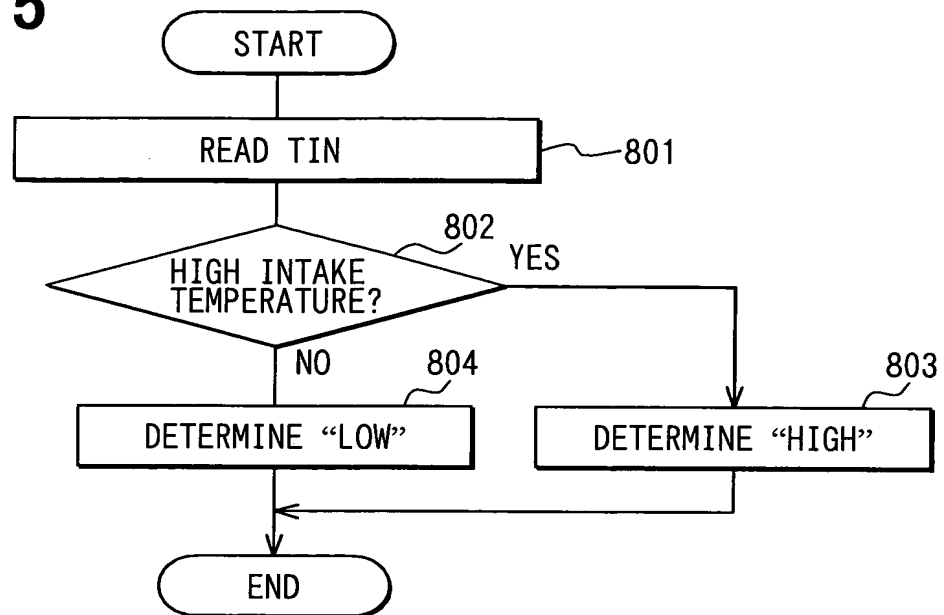 5
START
READ TIN
801
802
YES
HIGH INTAKE
TEMPERATURE?
NO
804
803
DETERMINE “LOW”
DETERMINE “HIGH”
END